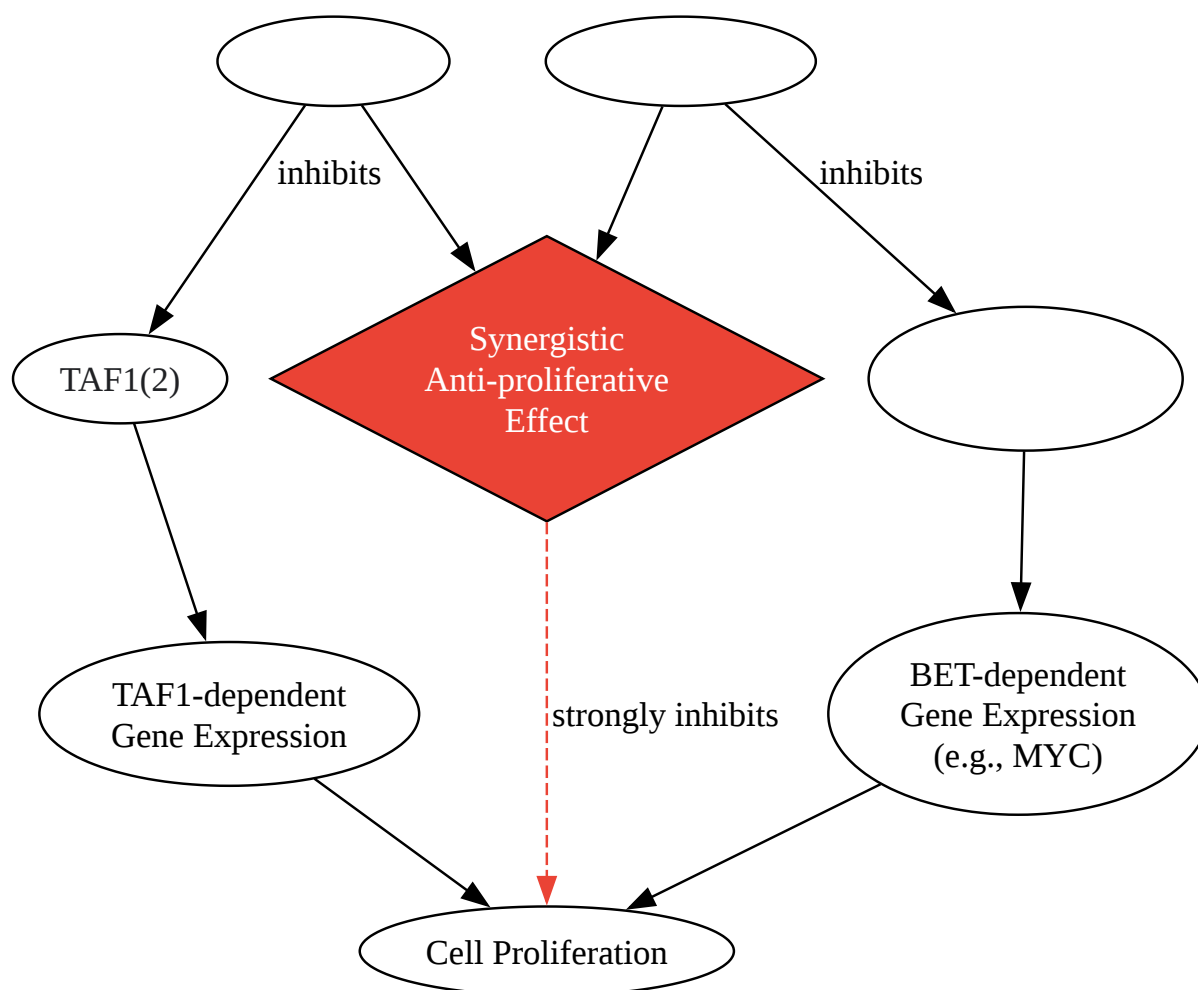 inhibits
inhibits
TAF1(2)
Synergistic
Anti-proliferative
Effect
TAF1-dependent
Gene Expression
strongly inhibits
BET-dependent
Gene Expression
(e.g., MYC)
Cell Proliferation